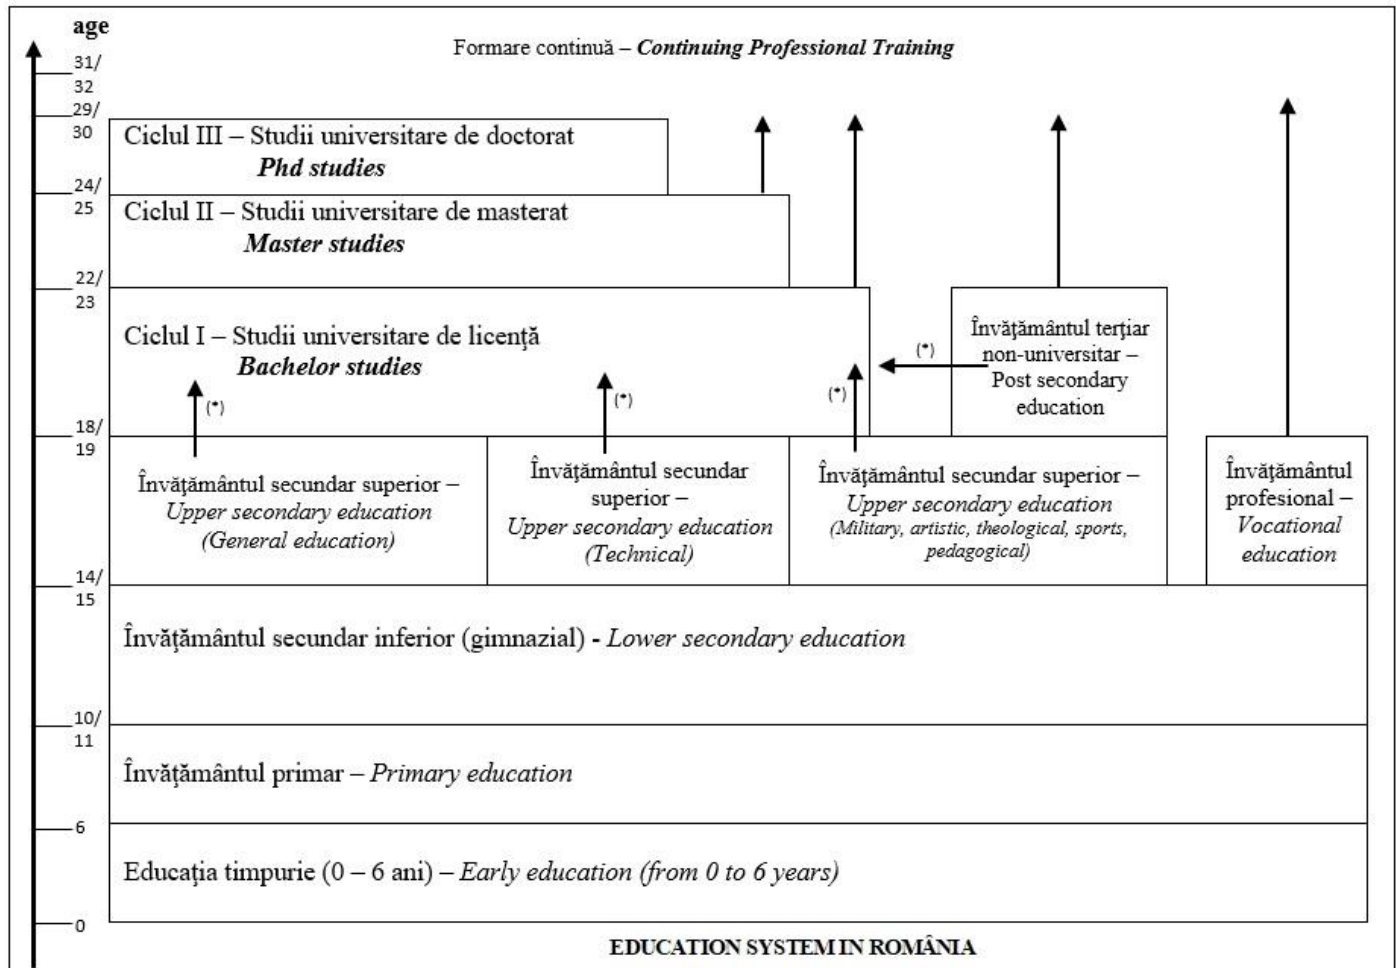 age
Formare continuă – Continuing Professional Training
31/
32
29/
30
Ciclul III – Studii universitare de doctorat
Phd studies
24/
25
Ciclul II – Studii universitare de masterat
Master studies
22/
23
Ciclul I – Studii universitare de licenţă
Bachelor studies
(*)
(*)
(*)
(*)
Învăţământul terţiar
non-universitar –
Post secondary
education
18/
19
Învăţământul secundar superior –
Upper secondary education
(General education)
Învăţământul secundar
superior –
Upper secondary education
(Technical)
Învăţământul secundar superior –
Upper secondary education
(Military, artistic, theological, sports,
pedagogical)
Învăţământul
profesional –
Vocational
education
14/
15
Învăţământul secundar inferior (gimnazial) - Lower secondary education
10/
11
Învăţământul primar – Primary education
6
Educaţia timpurie (0 – 6 ani) – Early education (from 0 to 6 years)
0
EDUCATION SYSTEM IN ROMÂNIA